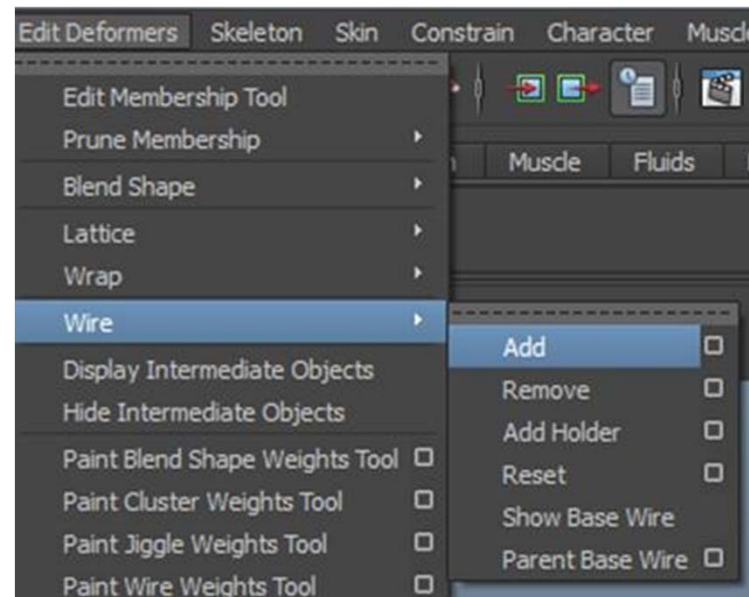 Edit Deformers Skeleton Skin Constrain Character
Edit Membership Tool
Prune Membership
Muscle Fluids
Blend Shape
Lattice
Wrap
Wire
Add
Display Intermediate Objects
Remove
Hide Intermediate Objects
Add Holder
Paint Blend Shape Weights Tool
Reset
Paint Cluster Weights Tool
Show Base Wire
Paint Jiggle Weights Tool
Parent Base Wire
Paint Wire Weights Tool